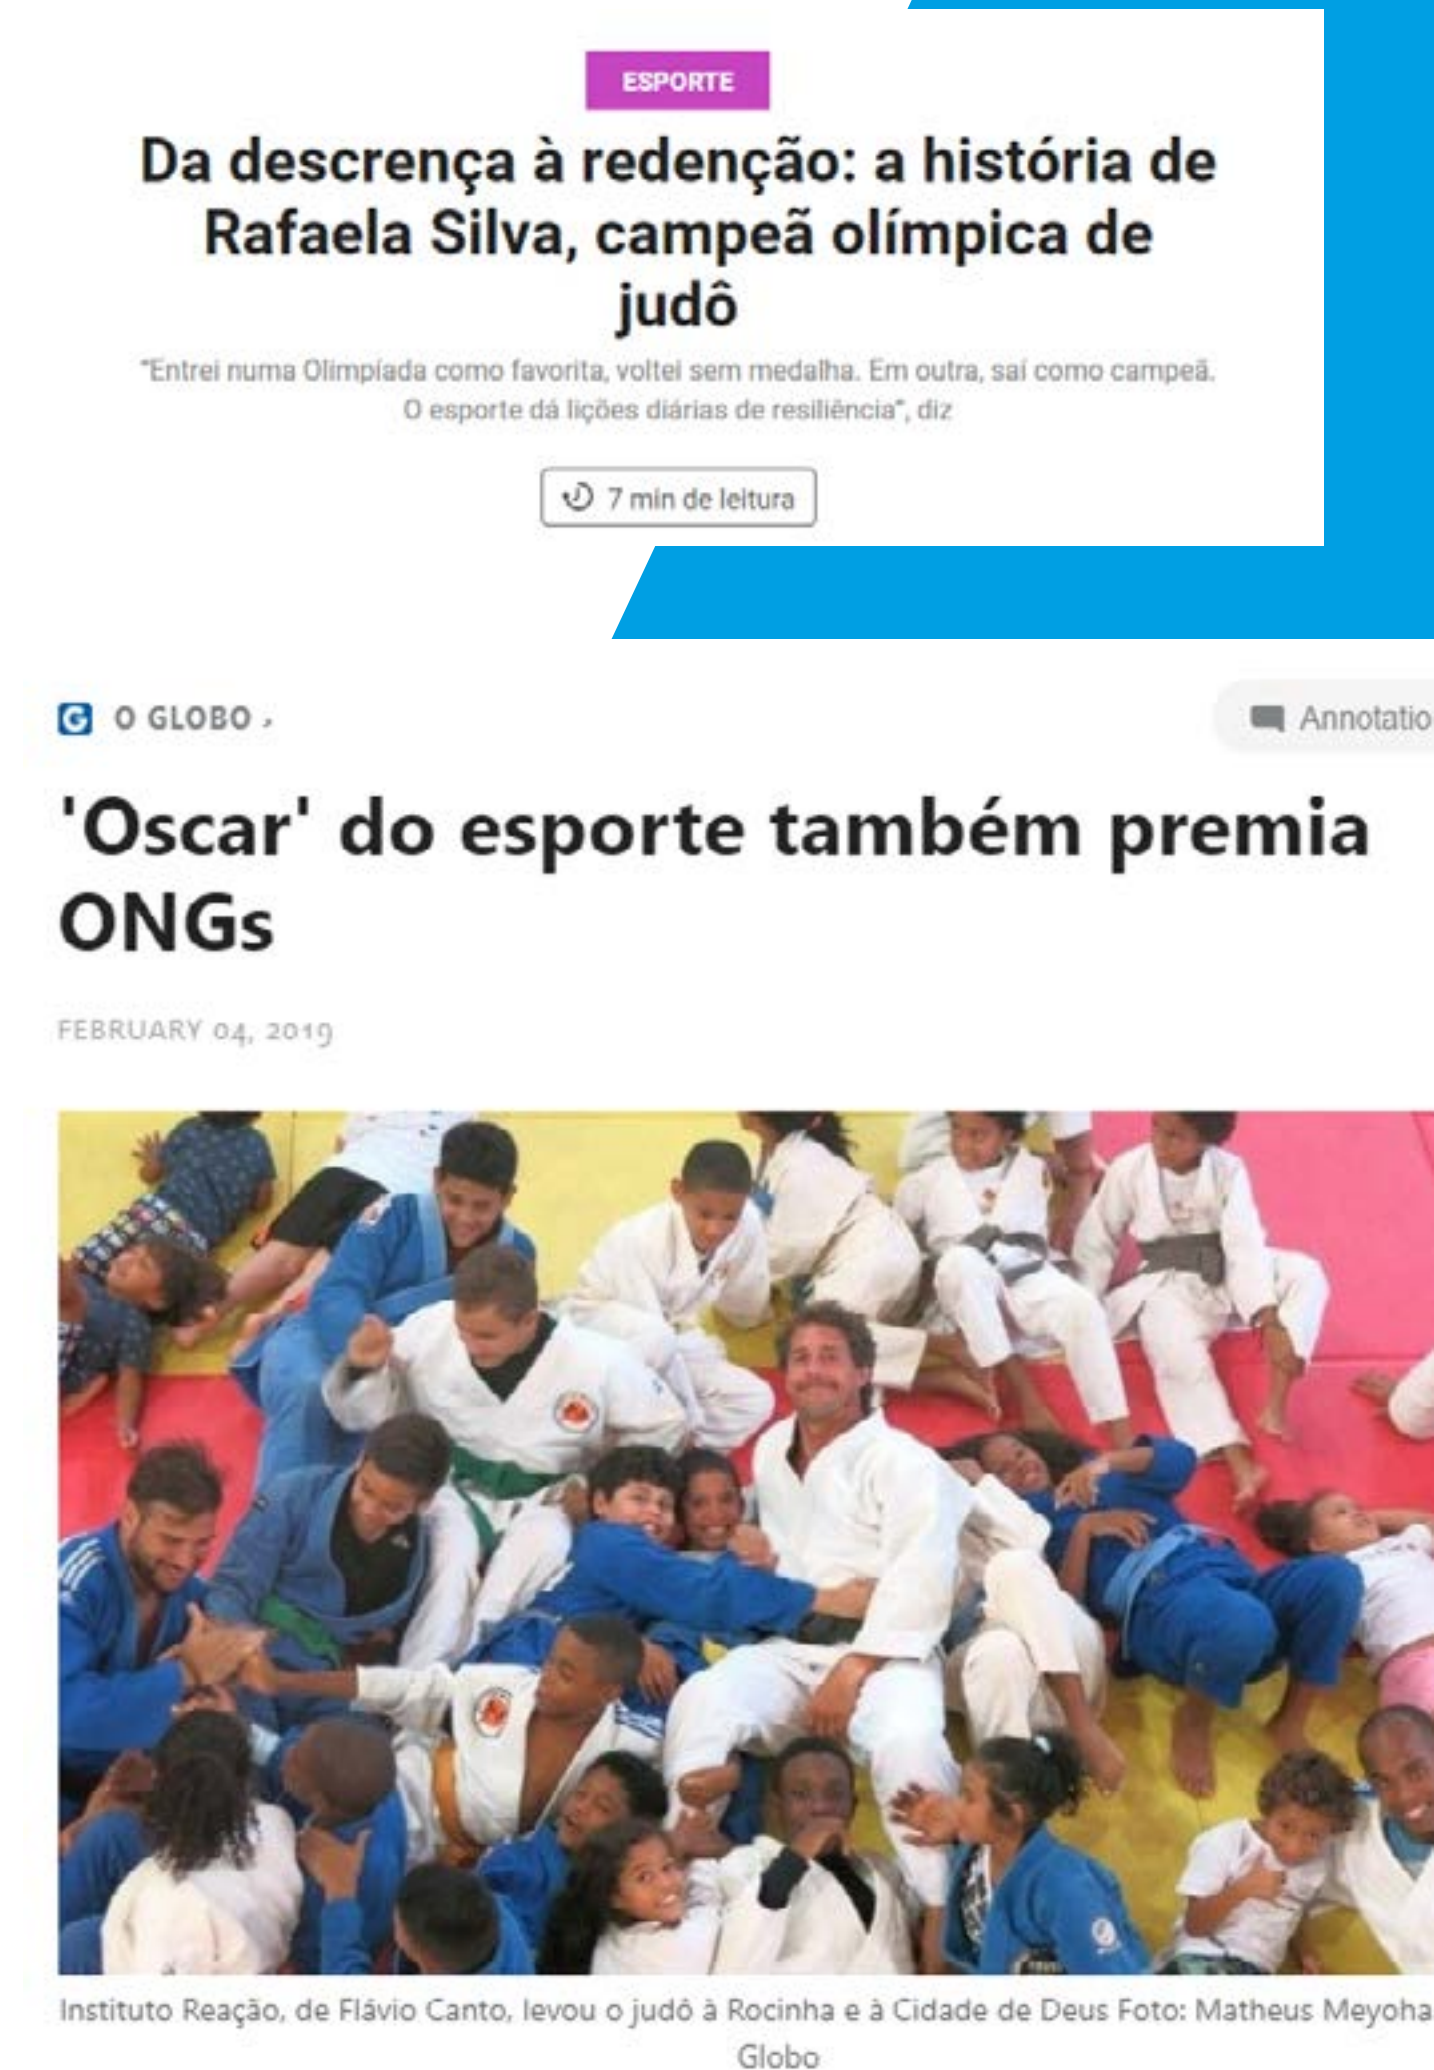 ESPORTE
Da descrença à redenção: a história de
Rafaela Silva, campeã olímpica de
judô
"Entrei numa Olimpíada como favorita, voltei sem medalha. Em outra, saí como campeã.
O esporte dá lições diárias de resiliência", diz
7 min de leitura
G O GLOBO ›
Annotatio
'Oscar' do esporte também premia
ONGs
FEBRUARY 04, 2019
Instituto Reação, de Flávio Canto, levou o judô à Rocinha e à Cidade de Deus Foto: Matheus Meyoha
Globo